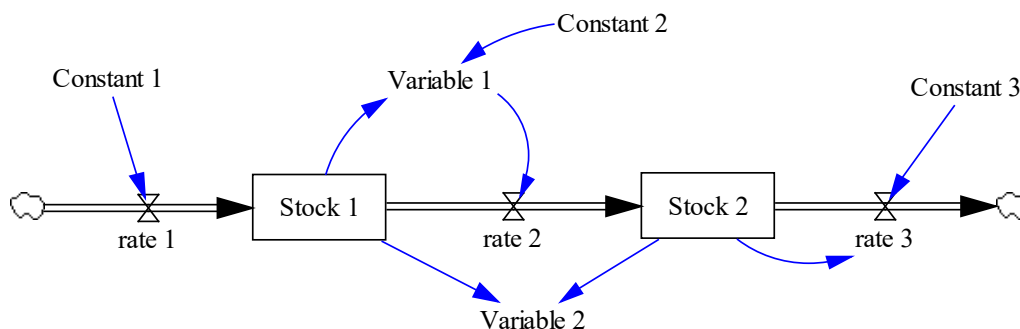 Constant 2
Constant 1
Variable 1
Constant 3
Stock 1
Stock 2
rate 1
rate 2
rate 3
Variable 2